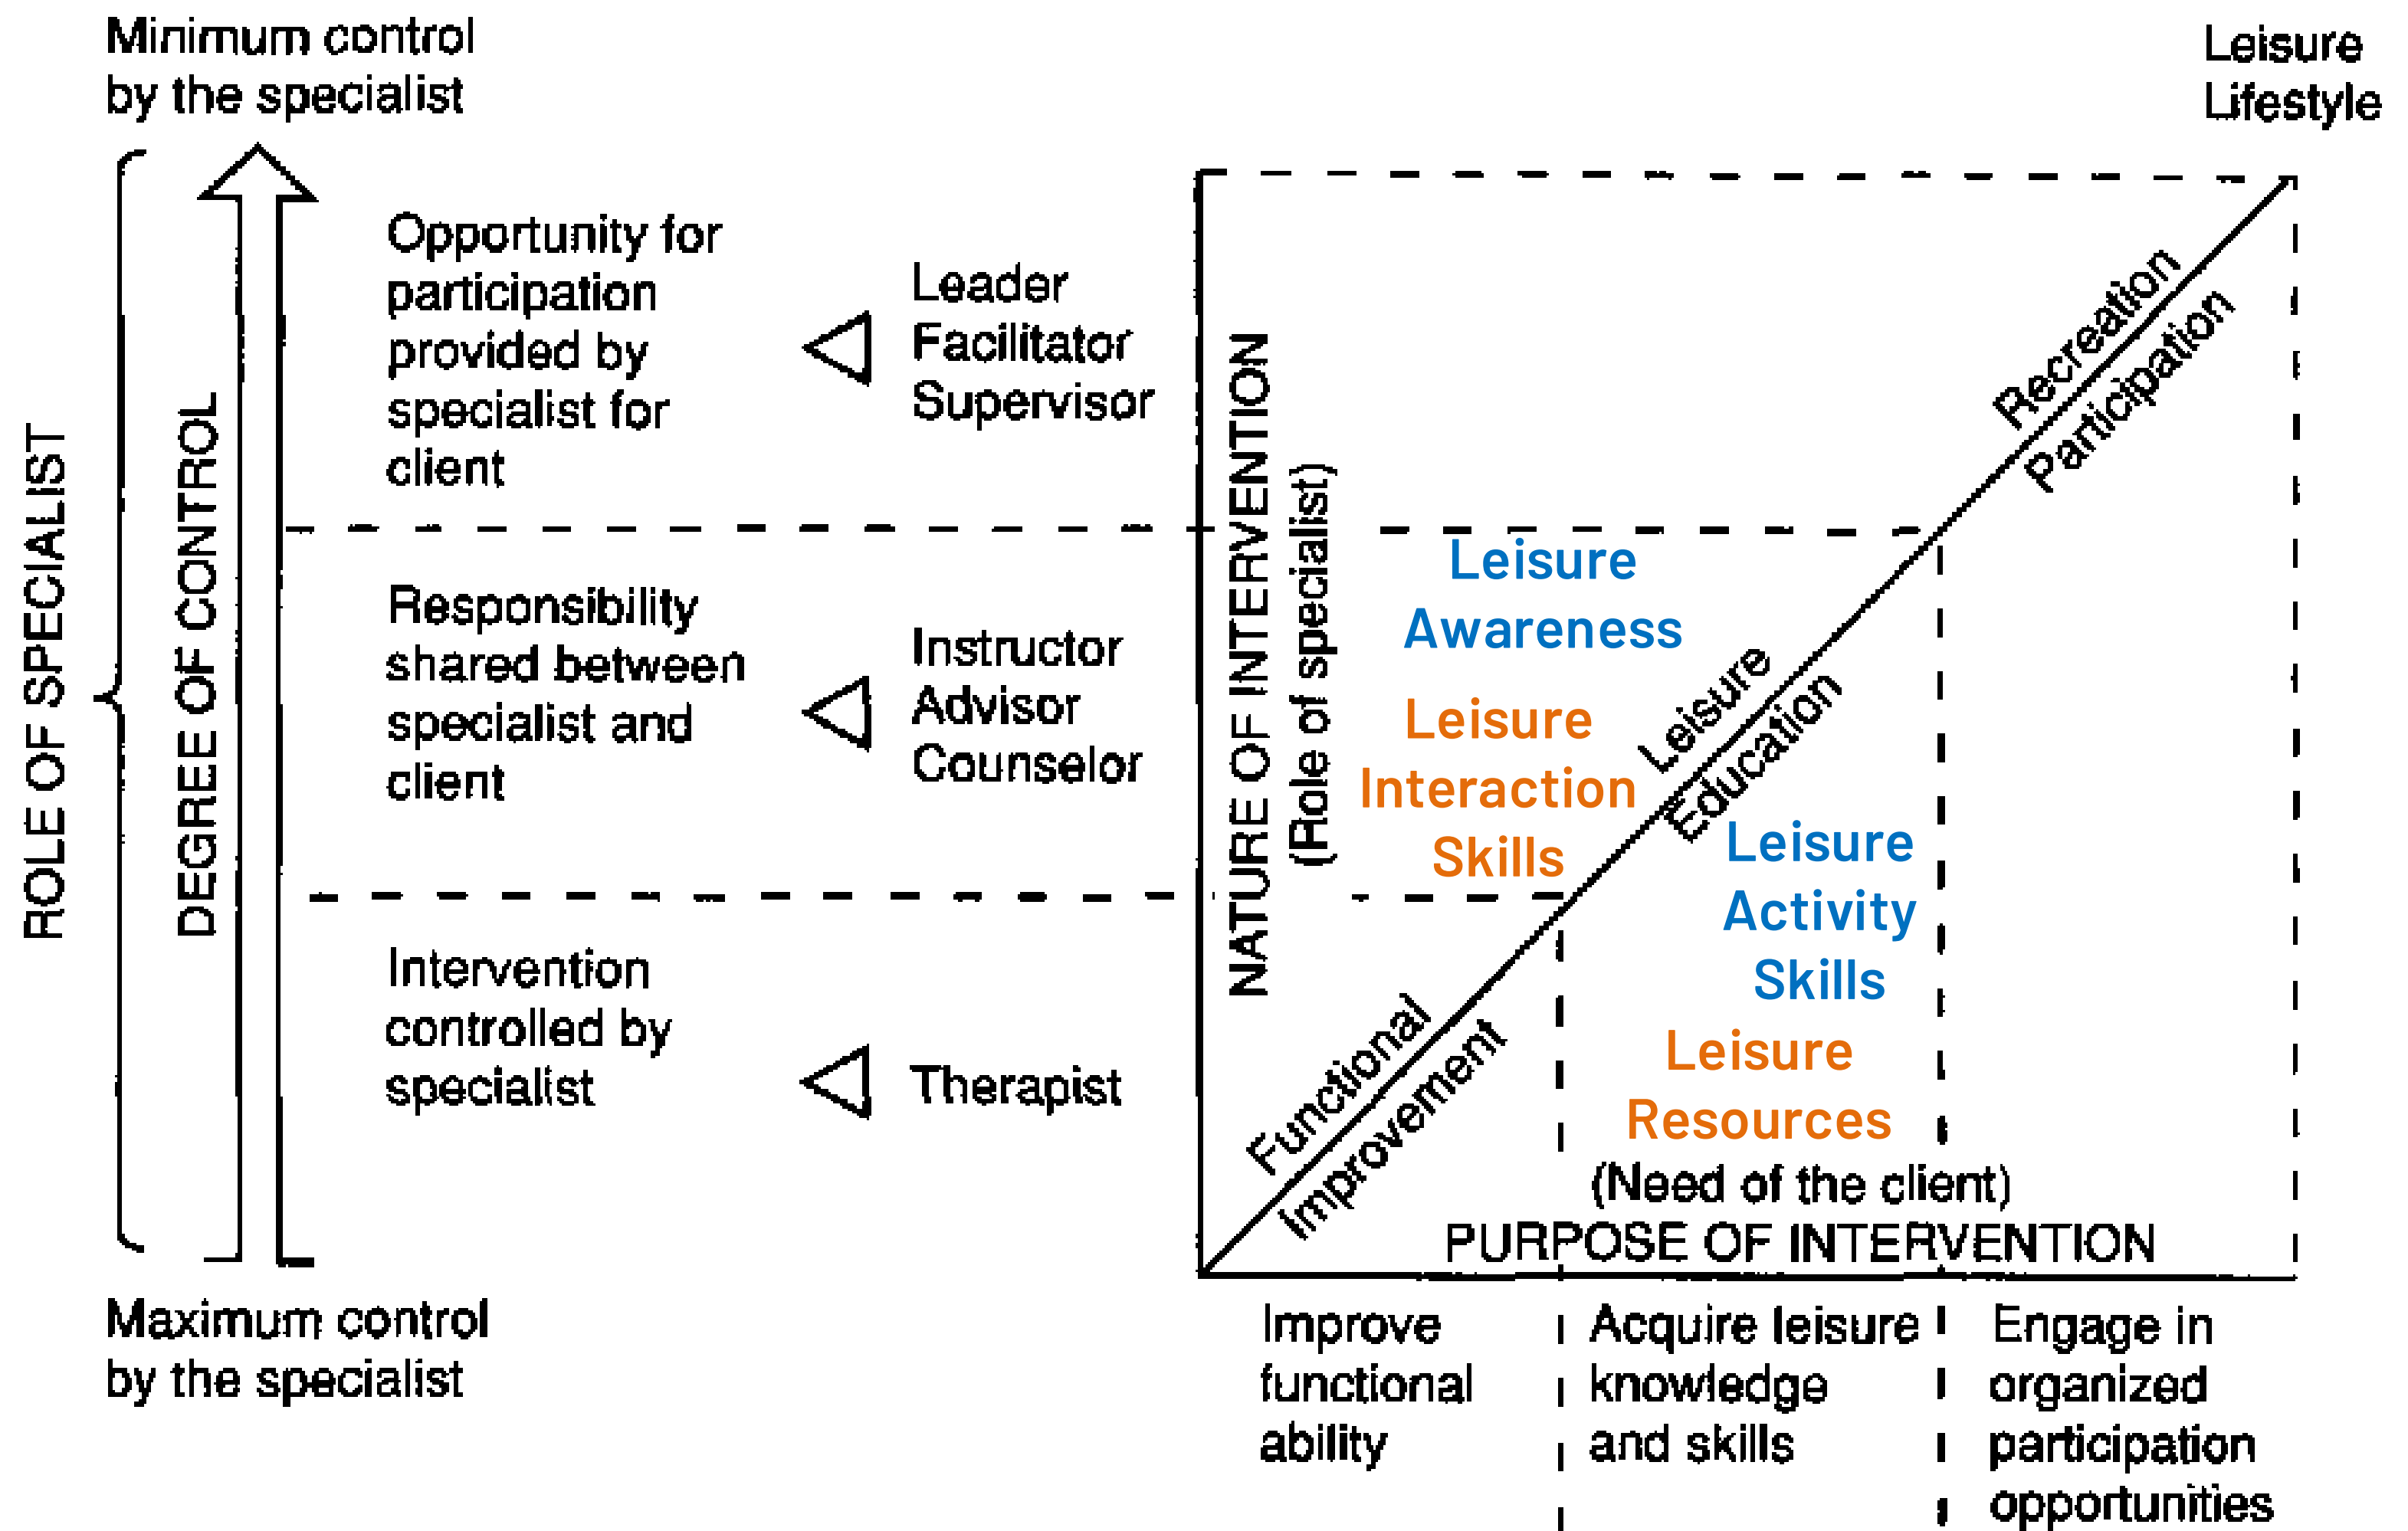 Minimum control
by the specialist
Leisure
Lifestyle
ROLE OF SPECIALIST
DEGREE OF CONTROL
Opportunity for
participation
provided by
specialist for
client
Leader
Facilitator
Supervisor
Responsibility
shared between
specialist and
client
Instructor
Advisor
Counselor
Intervention
controlled by
specialist
Therapist
Maximum control
by the specialist
NATURE OF INTERVENTION
(Role of specialist)
Recreation
Participation
Leisure
Awareness
Leisure
Interaction
Skills
Leisure
Education
Leisure
Activity
Skills
Leisure
Resources
Functional
Improvement
(Need of the client)
PURPOSE OF INTERVENTION
Improve
functional
ability
Acquire leisure
knowledge
and skills
Engage in
organized
participation
opportunities